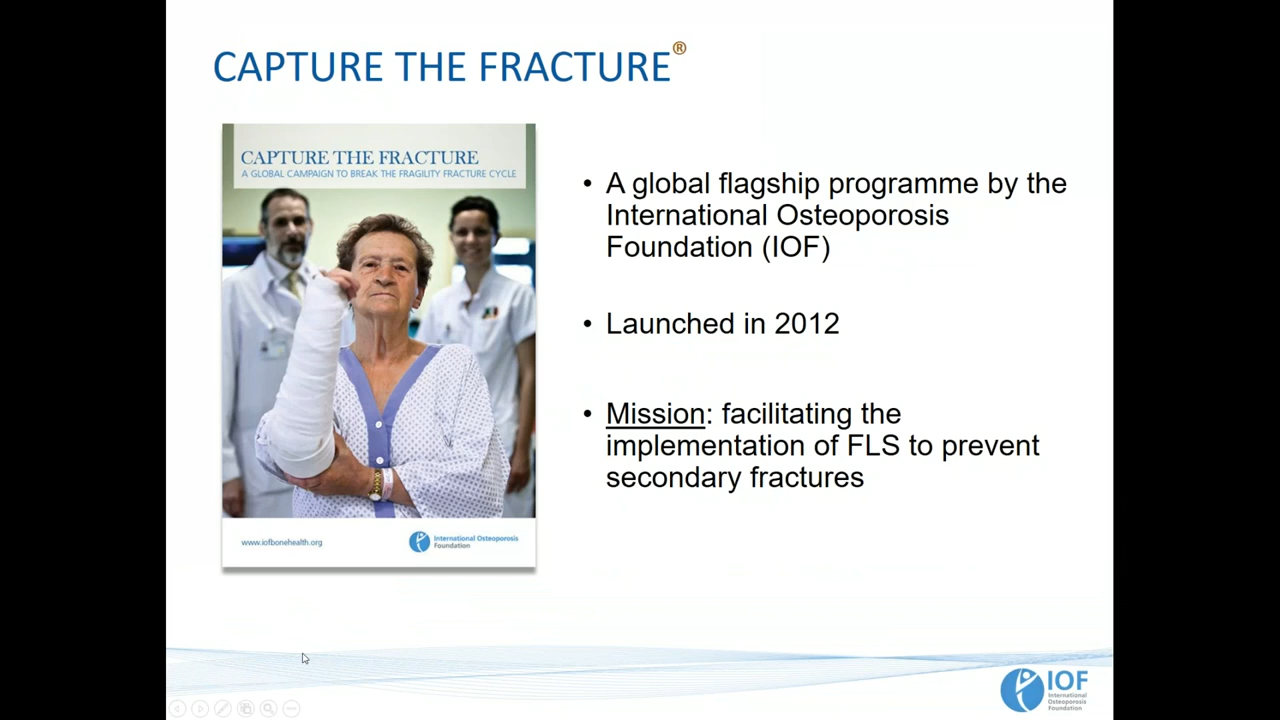 CAPTURE THE FRACTURE®
CAPTURE THE FRACTURE
A GLOBAL CAMPAIGN TO BREAK THE FRAGILITY FRACTURE CYCLE
www.iofbonehealth.org
International Osteoporosis
Foundation
• A global flagship programme by the
International Osteoporosis
Foundation (IOF)
• Launched in 2012
• Mission: facilitating the
implementation of FLS to prevent
secondary fractures
IOF
International
Osteoporosis
Foundation